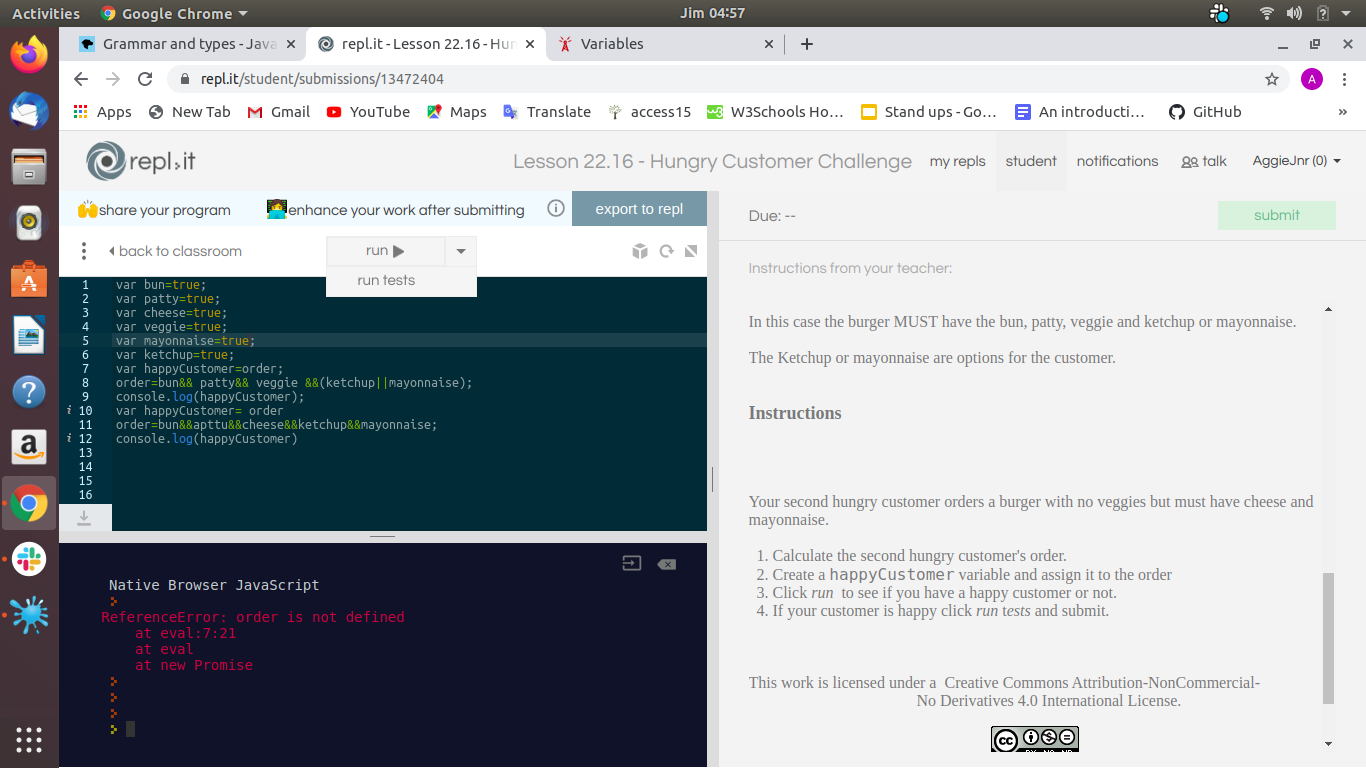 Activities Google Chrome Jim 04:57
Grammar and types - Java repl.it - Lesson 22.16 - Hun Variables
repl.it/student/submissions/13472404 A
Apps New Tab Gmail YouTube Maps Translate access15 W3Schools Ho… Stand ups - Go… An introducti… GitHub »
repl.it Lesson 22.16 - Hungry Customer Challenge my repls student notifications talk AggieJnr (0)
share your program enhance your work after submitting export to repl
Due: -- submit
back to classroom run
run tests
1 var bun=true;
2 var patty=true;
3 var cheese=true;
4 var veggie=true;
5 var mayonnaise=true;
6 var ketchup=true;
7 var happyCustomer=order;
8 order=bun&& patty&& veggie &&(ketchup||mayonnaise);
9 console.log(happyCustomer);
i 10 var happyCustomer= order
11 order=bun&&apttu&&cheese&&ketchup&&mayonnaise;
i 12 console.log(happyCustomer)
13
14
15
16
Native Browser JavaScript
ReferenceError: order is not defined
at eval:7:21
at eval
at new Promise
Instructions from your teacher:
In this case the burger MUST have the bun, patty, veggie and ketchup or mayonnaise.
The Ketchup or mayonnaise are options for the customer.
Instructions
Your second hungry customer orders a burger with no veggies but must have cheese and
mayonnaise.
1. Calculate the second hungry customer's order.
2. Create a happyCustomer variable and assign it to the order
3. Click run to see if you have a happy customer or not.
4. If your customer is happy click run tests and submit.
This work is licensed under a Creative Commons Attribution-NonCommercial-
No Derivatives 4.0 International License.
cc